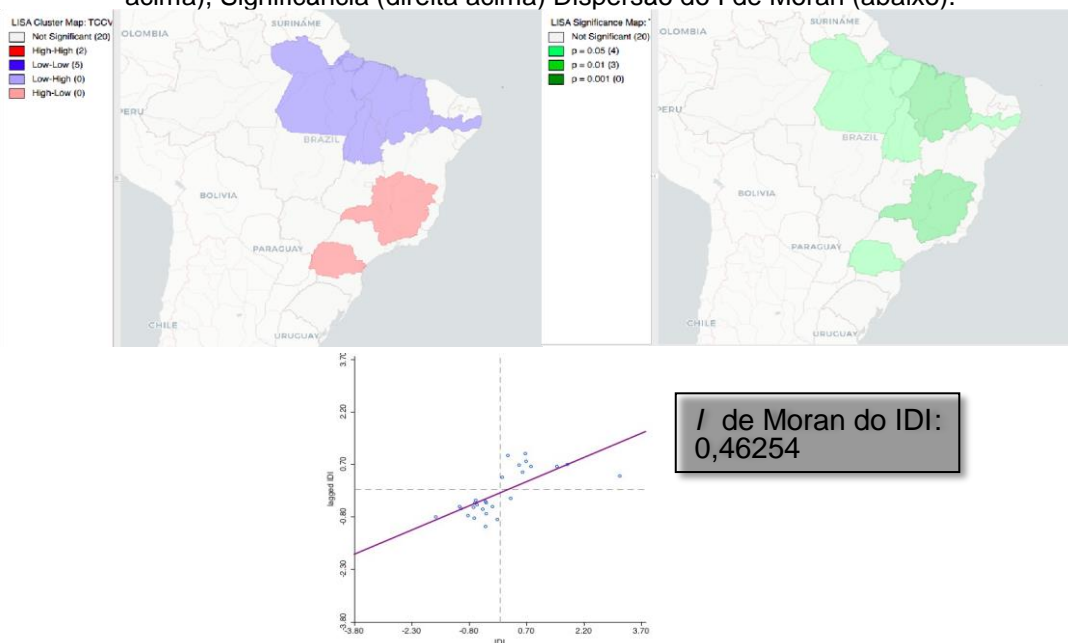 acima), Significância (direita acima) Dispersão do I de Moran (abaixo).
LISA Cluster Map: TCCV
Not Significant (20)
High-High (2)
Low-Low (5)
Low-High (0)
High-Low (0)
SURINAME
COLOMBIA
PERU
BRAZIL
BOLIVIA
PARAGUAY
CHILE
URUGUAY
LISA Significance Map:
Not Significant (20)
p = 0.05 (4)
p = 0.01 (3)
p = 0.001 (0)
SURINAME
COLOMBIA
PERU
BRAZIL
BOLIVIA
PARAGUAY
CHILE
URUGUAY
lagged IDI
3.70
2.20
0.70
-0.80
-2.30
-3.80
-3.80 -2.30 -0.80 0.70 2.20 3.70
IDI
I de Moran do IDI:
0,46254